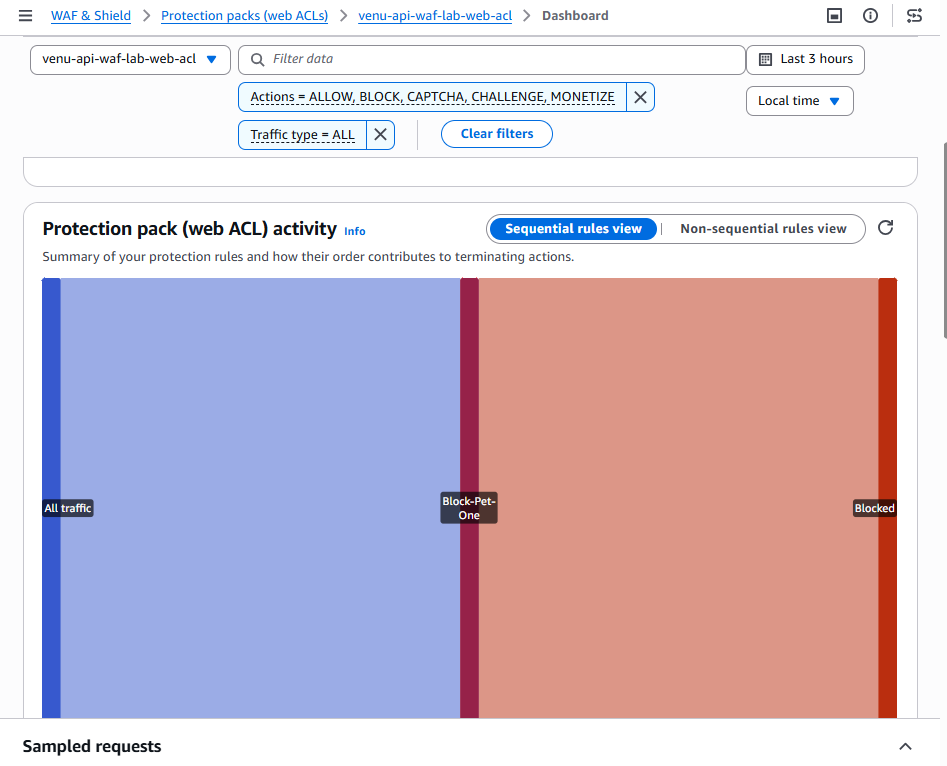 WAF & Shield
Protection packs (web ACLs)
venu-api-waf-lab-web-acl
Dashboard
venu-api-waf-lab-web-acl
Filter data
Last 3 hours
Actions = ALLOW, BLOCK, CAPTCHA, CHALLENGE, MONETIZE
Local time
Traffic type = ALL
Clear filters
Protection pack (web ACL) activity Info
Sequential rules view
Non-sequential rules view
Summary of your protection rules and how their order contributes to terminating actions.
All traffic
Block-Pet-
One
Blocked
Sampled requests